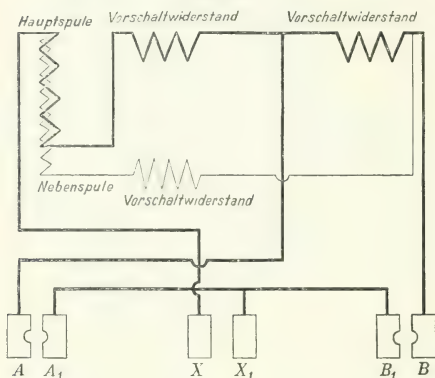 Hauptspule
Vorschaltwiderstand
Vorschaltwiderstand
Nebenspule
Vorschaltwiderstand
A A₁ X X₁ B₁ B